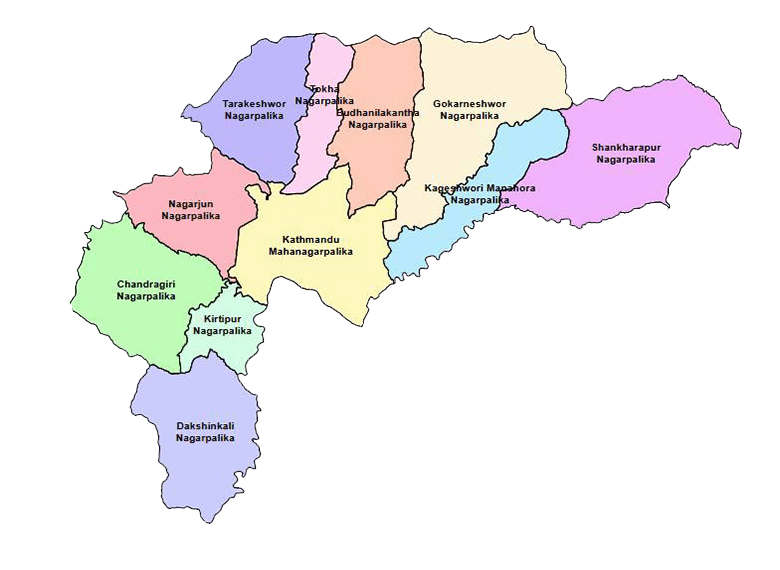 Tarakeshwor
Nagarpalika
Tokha
Nagarpalika
Budhanilakantha
Nagarpalika
Gokarneshwor
Nagarpalika
Shankharapur
Nagarpalika
Kageshwori Manahora
Nagarpalika
Nagarjun
Nagarpalika
Kathmandu
Mahanagarpalika
Chandragiri
Nagarpalika
Kirtipur
Nagarpalika
Dakshinkali
Nagarpalika